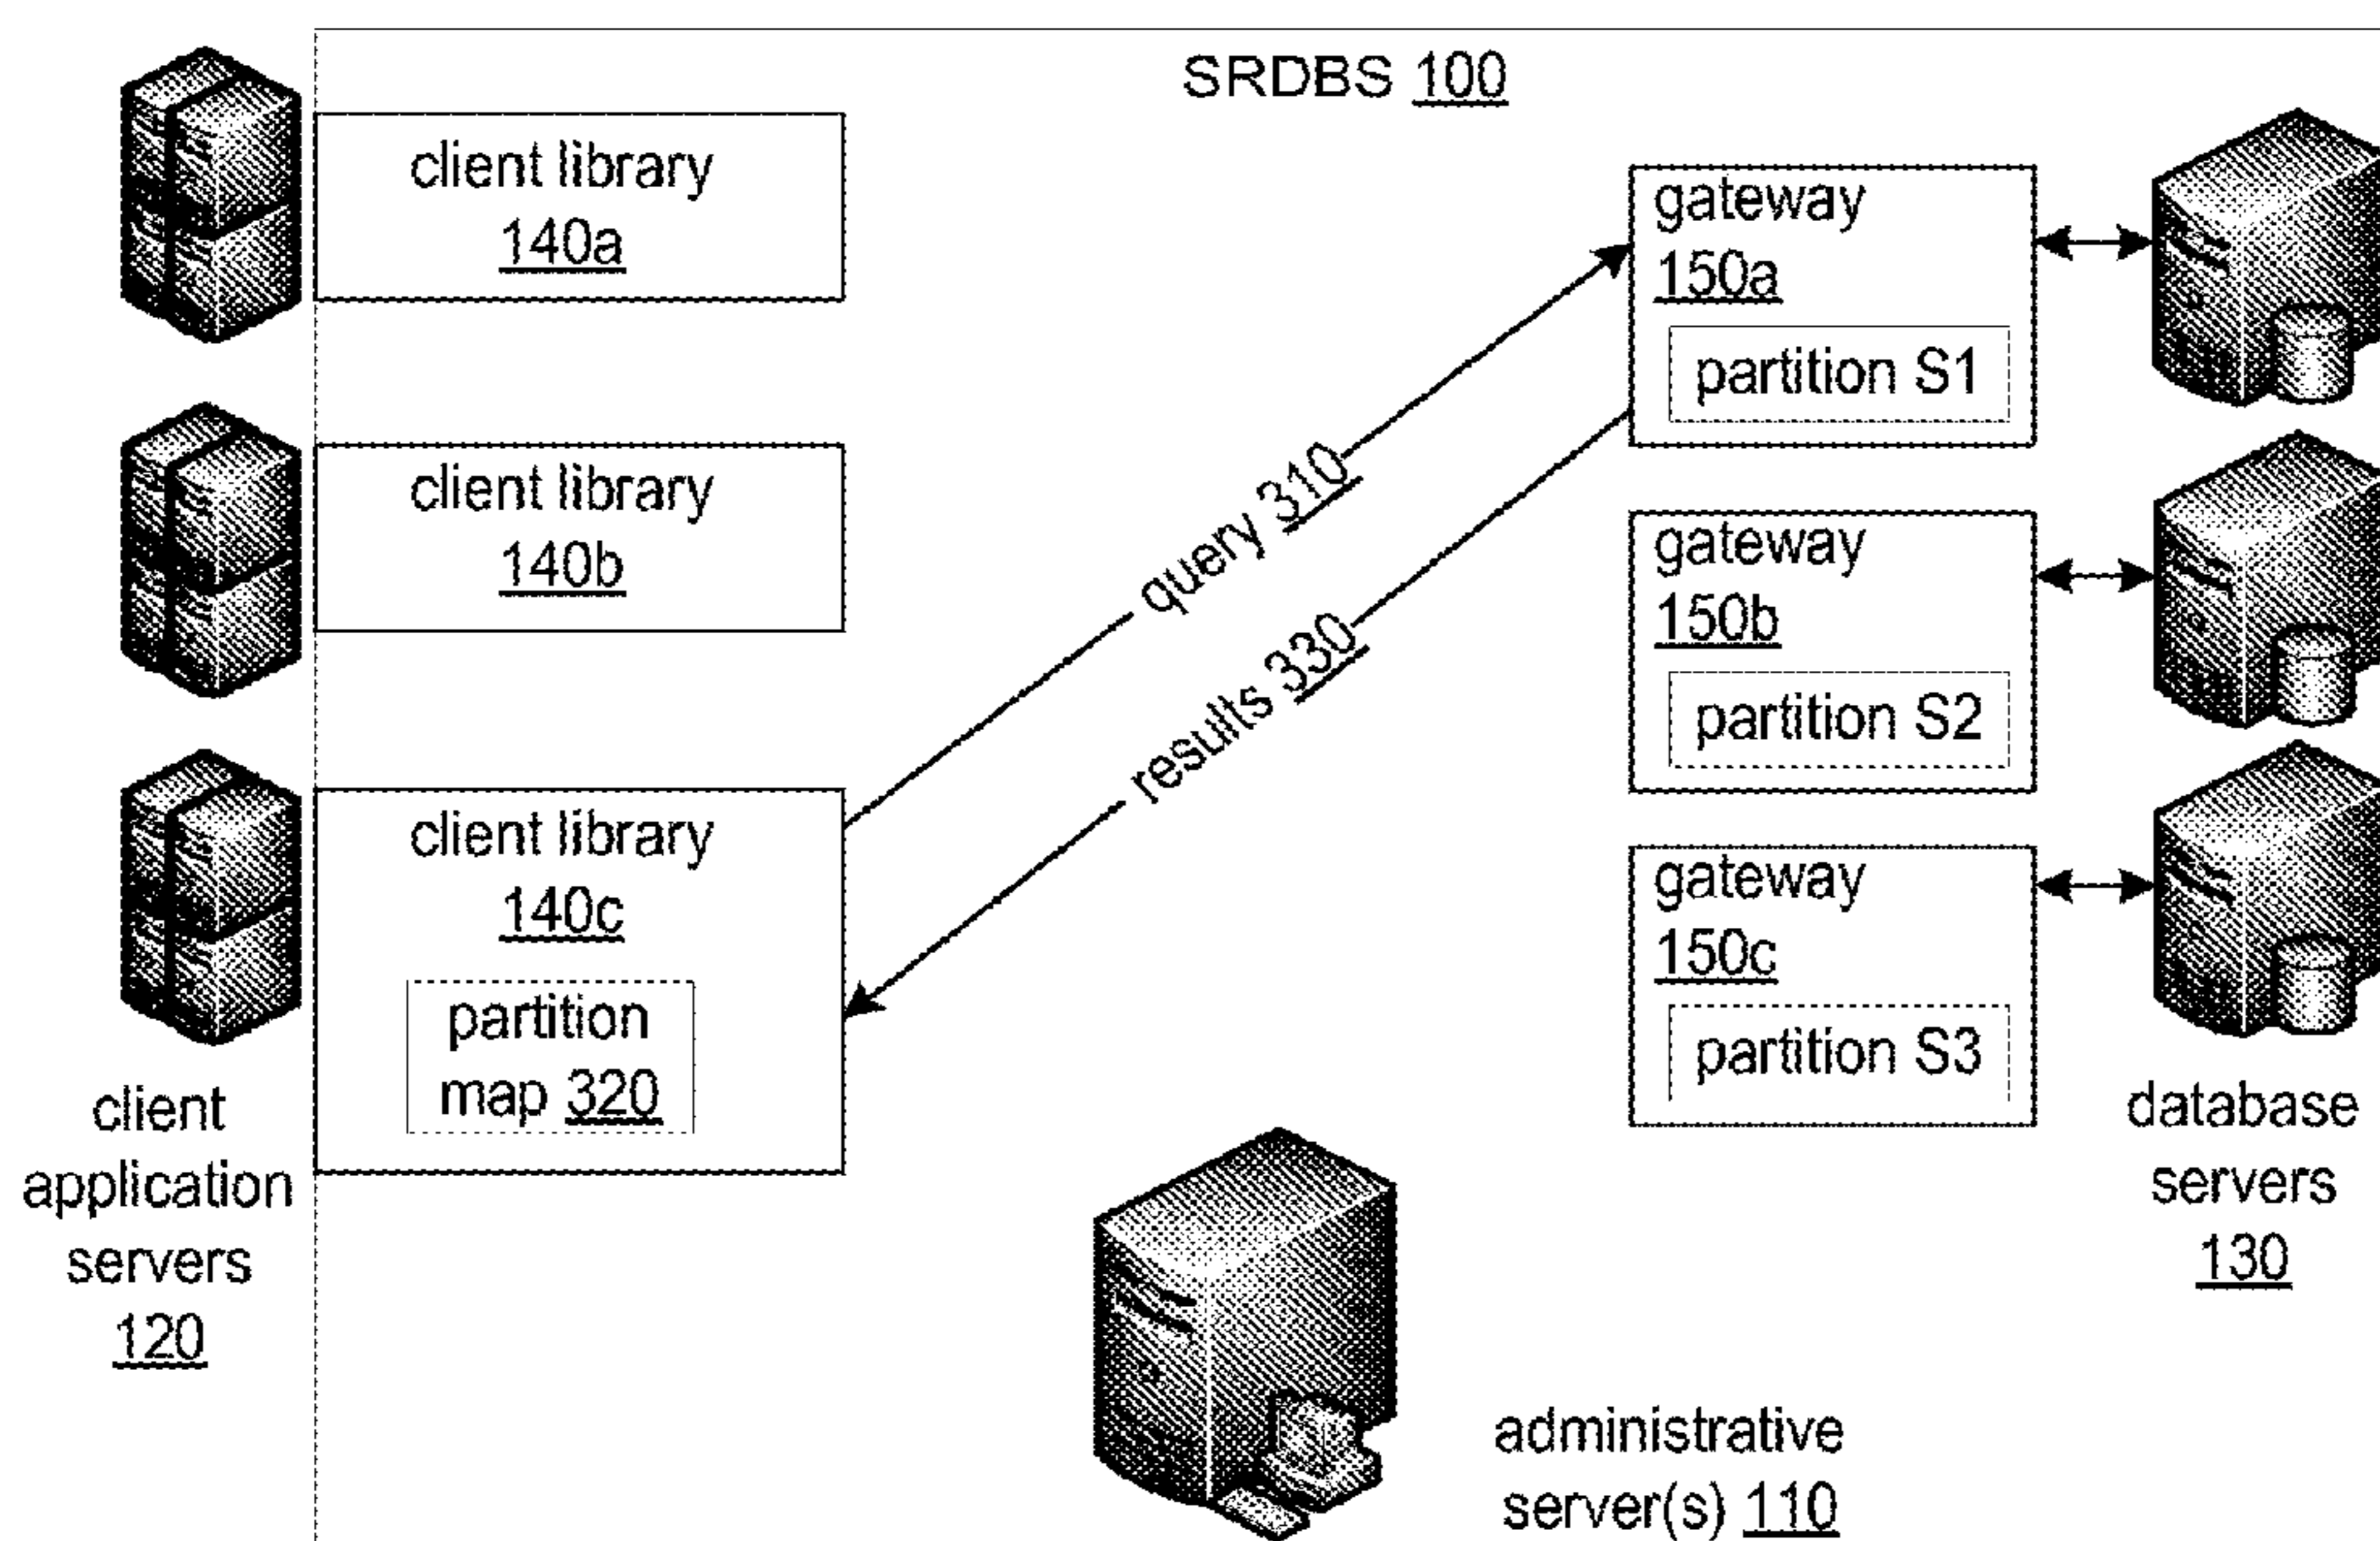 SRDBS 100
client library
140a
client library
140b
client library
140c
partition
map 320
client
application
servers
120
query 310
results 330
gateway
150a
partition S1
gateway
150b
partition S2
gateway
150c
partition S3
database
servers
130
administrative
server(s) 110